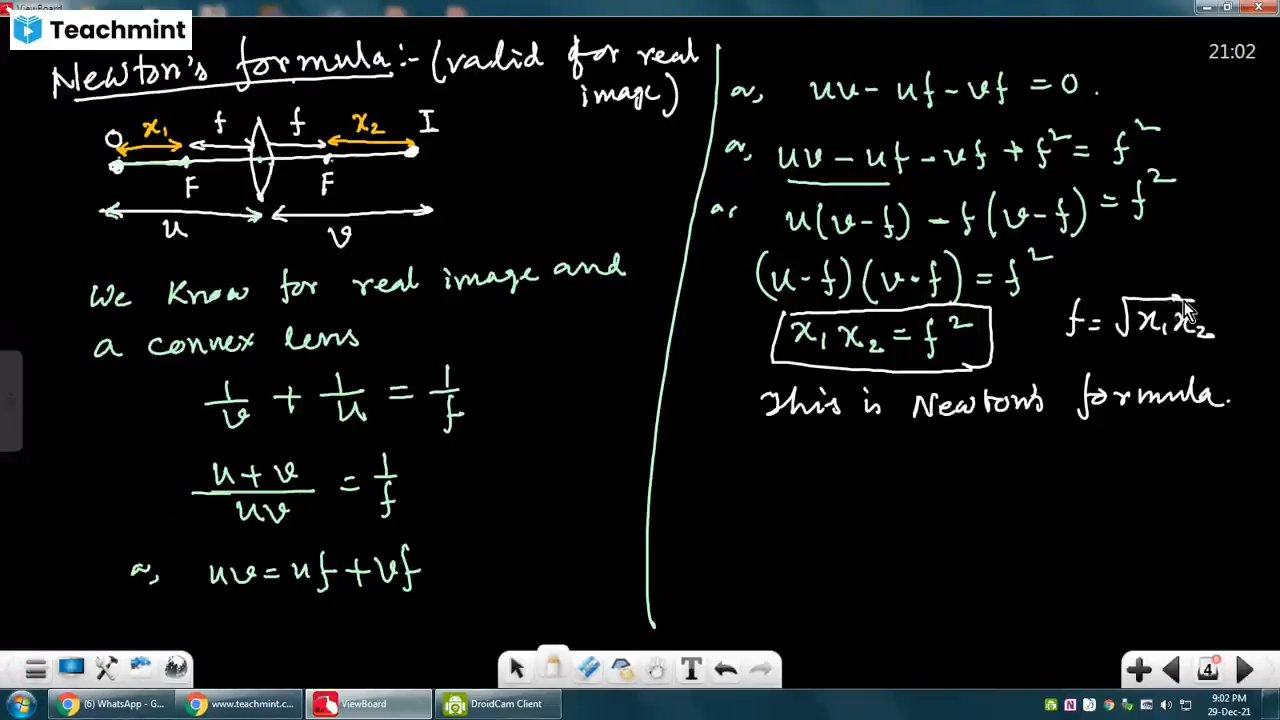 ViewBoard
Teachmint
21:02
Newton's formula :- (valid for real
image)
O x₁ f f x₂ I
F F
u v
We know for real image and
a convex lens
1/v + 1/u = 1/f
(u + v)/uv = 1/f
or, uv = uf + vf
or, uv - uf - vf = 0.
or, uv - uf - vf + f² = f²
or u(v-f) - f(v-f) = f²
(u-f)(v-f) = f²
x₁ x₂ = f²
f = √x₁x₂
This is Newton's formula.
T
4
(6) WhatsApp - G...
www.teachmint.c...
ViewBoard
DroidCam Client
9:02 PM
29-Dec-21